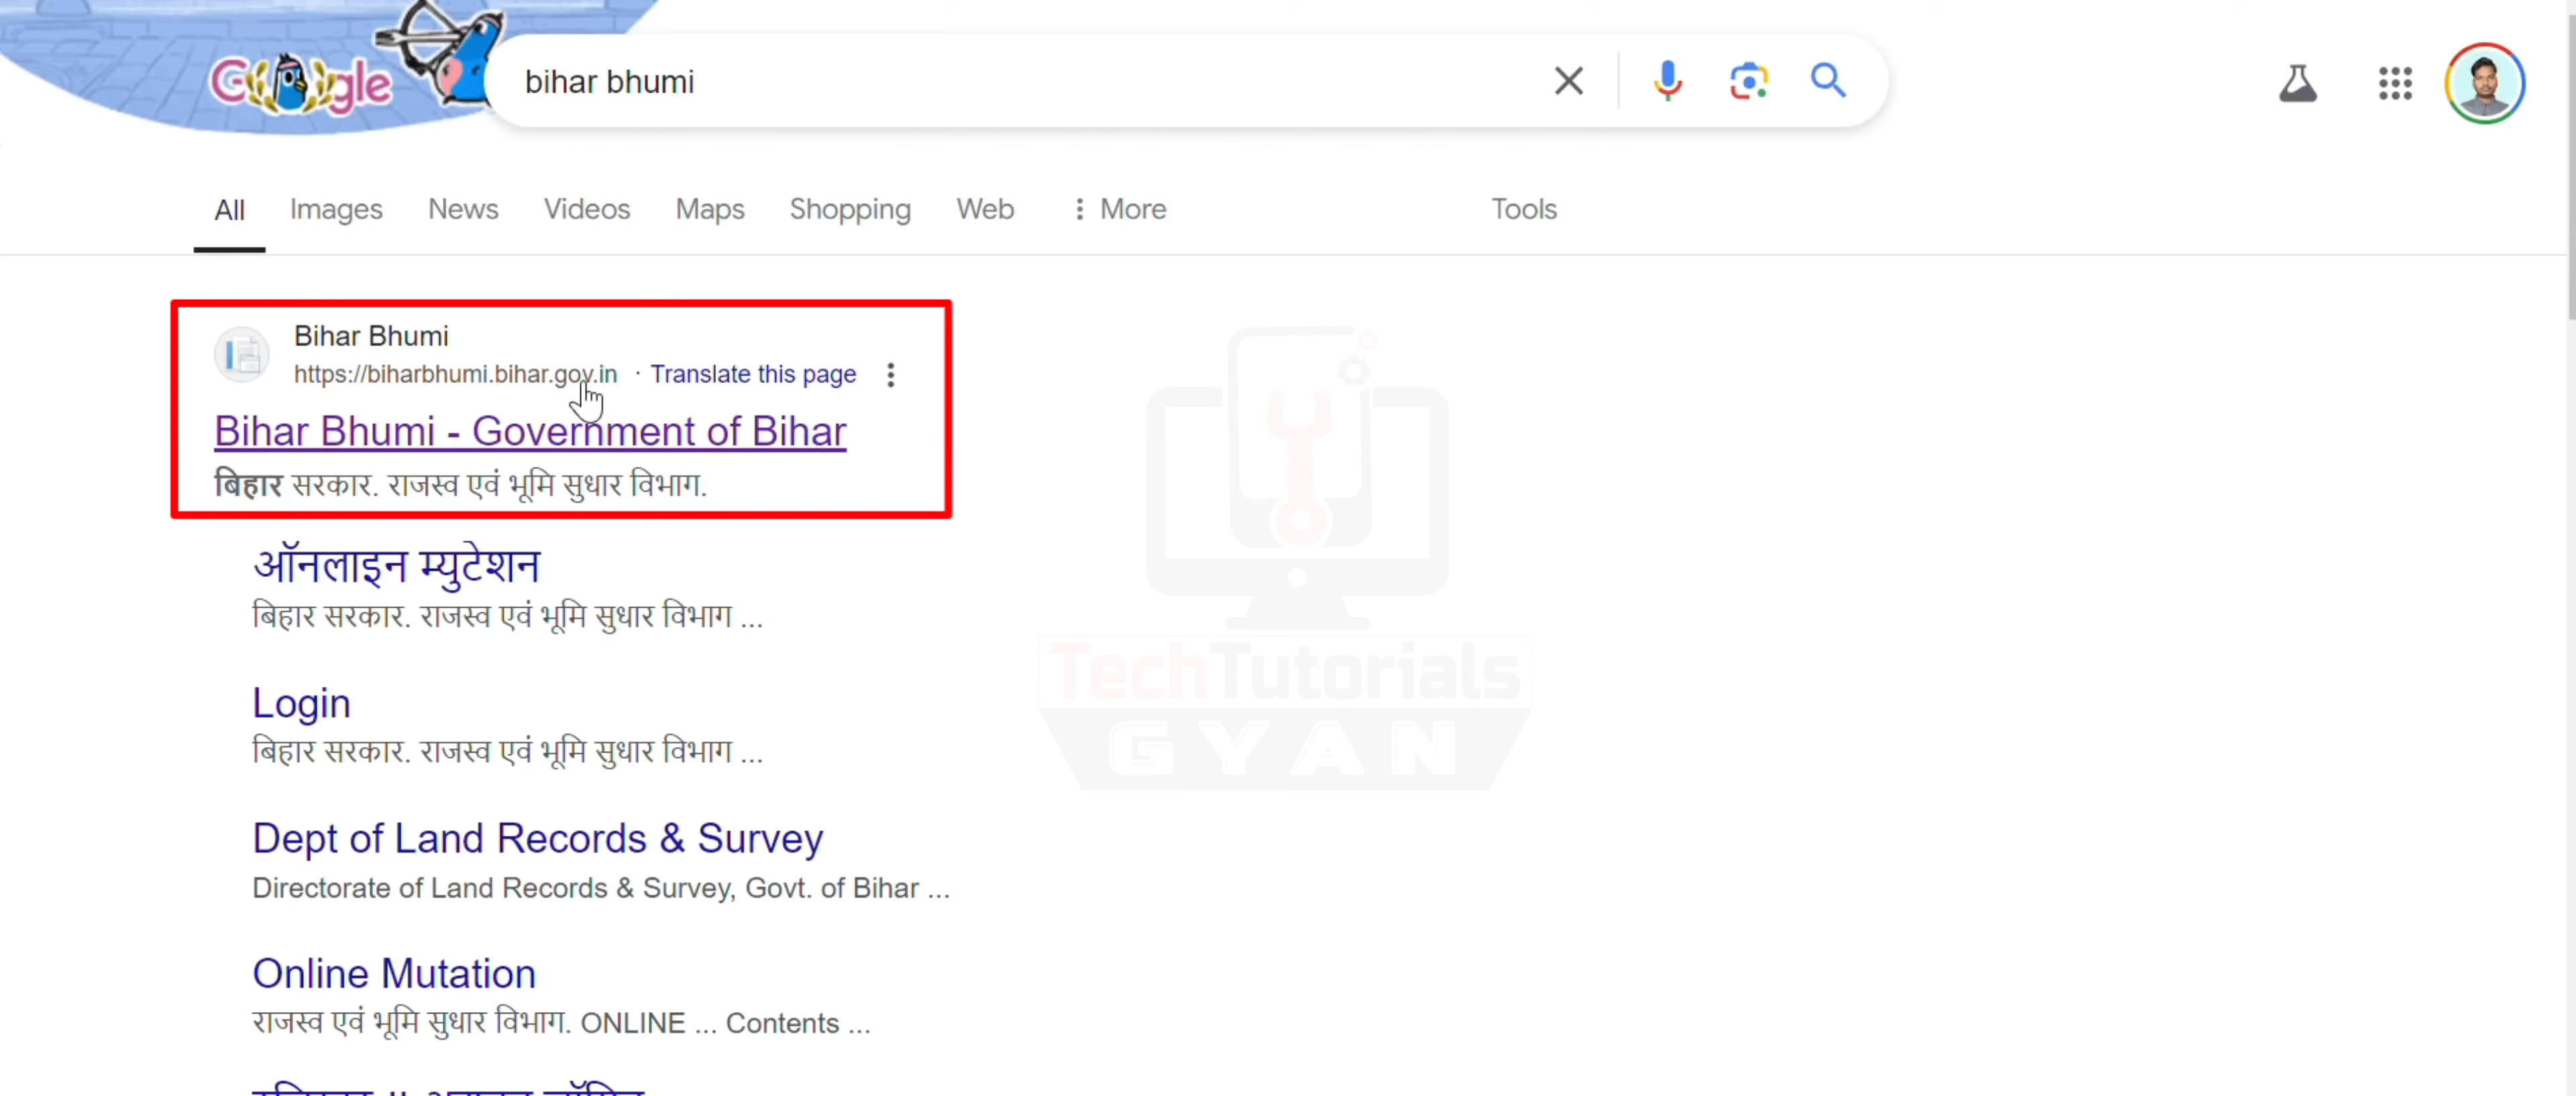 Google
bihar bhumi
All Images News Videos Maps Shopping Web More Tools
Bihar Bhumi
https://biharbhumi.bihar.gov.in · Translate this page
Bihar Bhumi - Government of Bihar
बिहार सरकार. राजस्व एवं भूमि सुधार विभाग.
ऑनलाइन म्युटेशन
बिहार सरकार. राजस्व एवं भूमि सुधार विभाग ...
Login
बिहार सरकार. राजस्व एवं भूमि सुधार विभाग ...
Dept of Land Records & Survey
Directorate of Land Records & Survey, Govt. of Bihar ...
Online Mutation
राजस्व एवं भूमि सुधार विभाग. ONLINE ... Contents ...
TechTutorials
GYAN